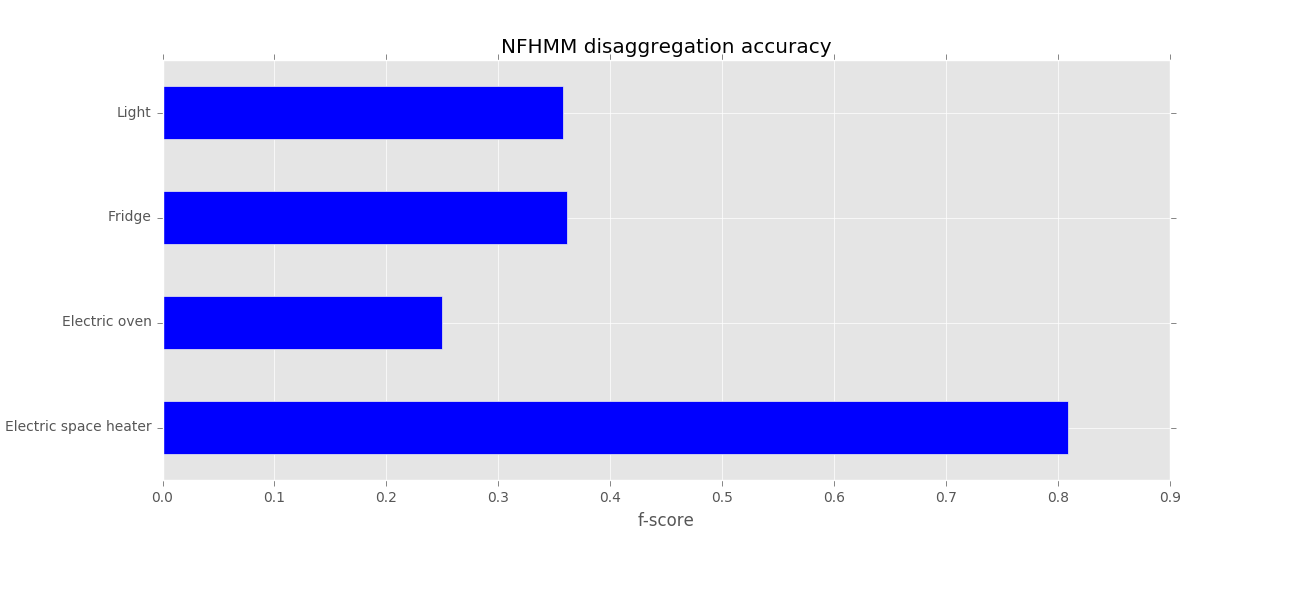 NFHMM disaggregation accuracy
Light
Fridge
Electric oven
Electric space heater
0.0 0.1 0.2 0.3 0.4 0.5 0.6 0.7 0.8 0.9
f-score